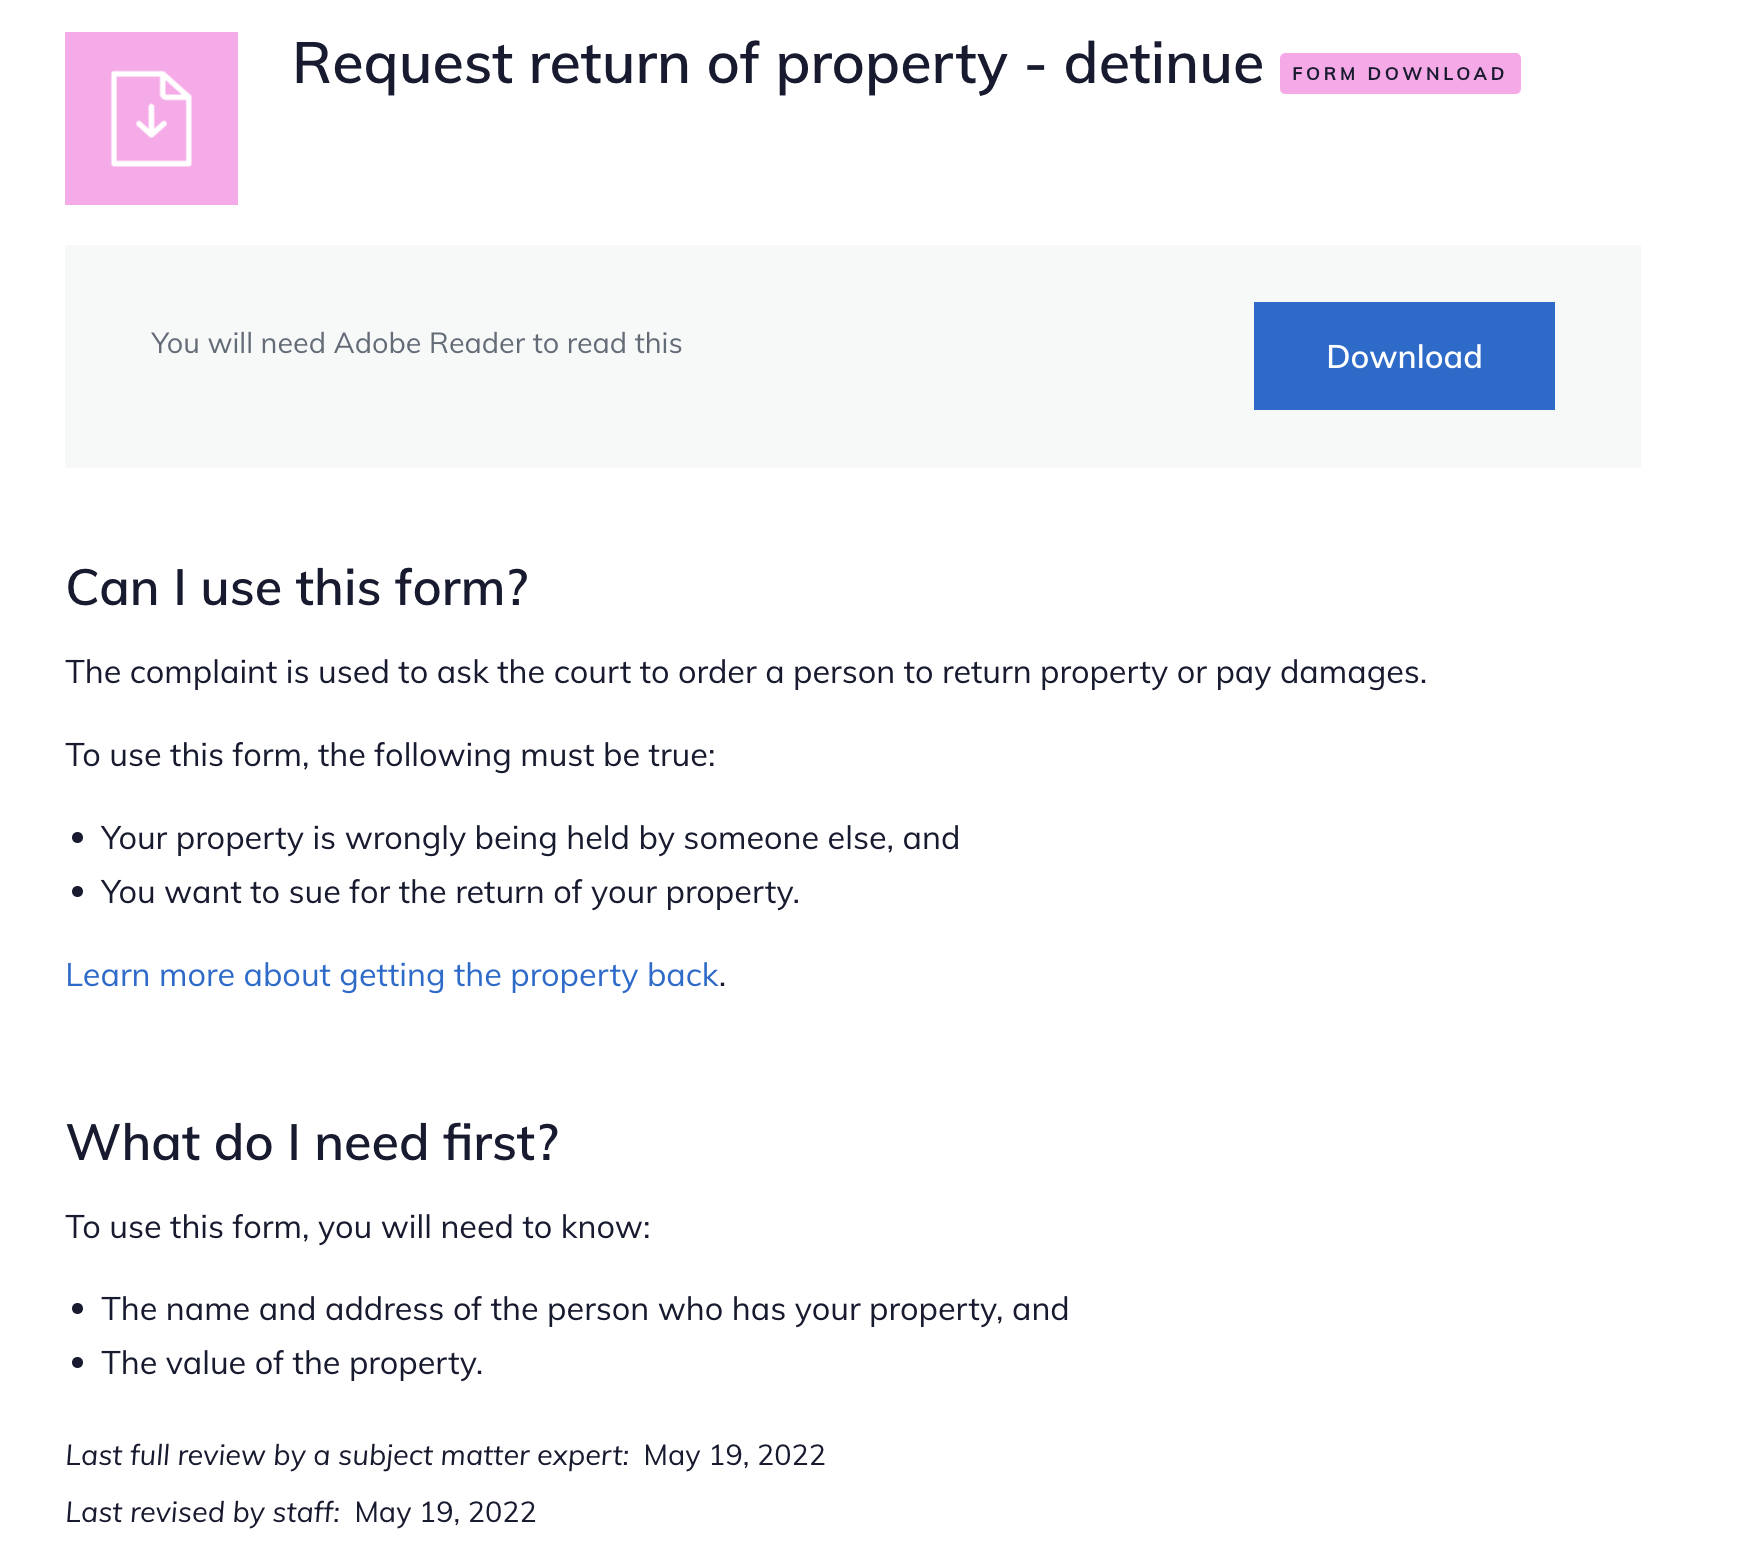 Request return of property - detinue FORM DOWNLOAD
You will need Adobe Reader to read this
Download
Can I use this form?
The complaint is used to ask the court to order a person to return property or pay damages.
To use this form, the following must be true:
• Your property is wrongly being held by someone else, and
• You want to sue for the return of your property.
Learn more about getting the property back.
What do I need first?
To use this form, you will need to know:
• The name and address of the person who has your property, and
• The value of the property.
Last full review by a subject matter expert: May 19, 2022
Last revised by staff: May 19, 2022